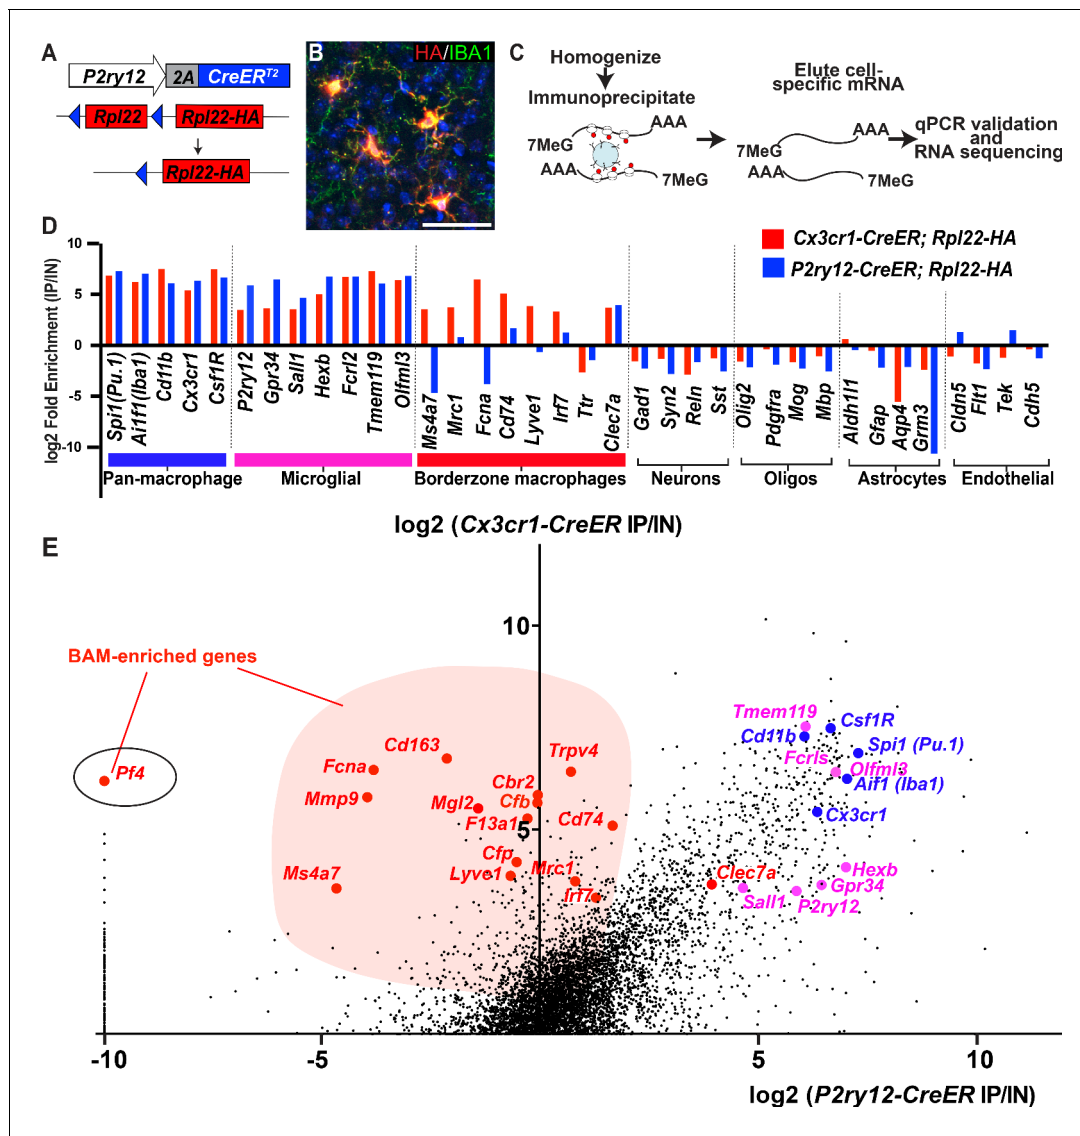 A
P2ry12
2A
CreERT2
Rpl22
Rpl22-HA
Rpl22-HA
B
HA/IBA1
C
Homogenize
Immunoprecipitate
AAA
7MeG
AAA
7MeG
Elute cell-
specific mRNA
AAA
7MeG
AAA
7MeG
qPCR validation
and
RNA sequencing
D
Cx3cr1-CreER; Rpl22-HA
P2ry12-CreER; Rpl22-HA
log2 Fold Enrichment (IP/IN)
10
5
0
-5
-10
Spi1(Pu.1)
Aif1(Iba1)
Cd11b
Cx3cr1
Csf1R
P2ry12
Gpr34
Sall1
Hexb
Fcrl2
Tmem119
Olfml3
Ms4a7
Mrc1
Fcna
Cd74
Lyve1
Irf7
Ttr
Clec7a
Gad1
Syn2
Reln
Sst
Olig2
Pdgfra
Mog
Mbp
Aldh1l1
Gfap
Aqp4
Grm3
Cldn5
Flt1
Tek
Cdh5
Pan-macrophage
Microglial
Borderzone macrophages
Neurons
Oligos
Astrocytes
Endothelial
log2 (Cx3cr1-CreER IP/IN)
E
10
BAM-enriched genes
Pf4
Cd163
Fcna
Mmp9
Mgl2
Trpv4
Cbr2
Cfb
F13a1
Cd74
5
Cfp
Lyve1
Mrc1
Irf7
Ms4a7
Tmem119
Csf1R
Cd11b
Spi1 (Pu.1)
Fcrls
Olfml3
Aif1 (Iba1)
Cx3cr1
Clec7a
Hexb
Gpr34
Sall1
P2ry12
-10
-5
5
10
log2 (P2ry12-CreER IP/IN)